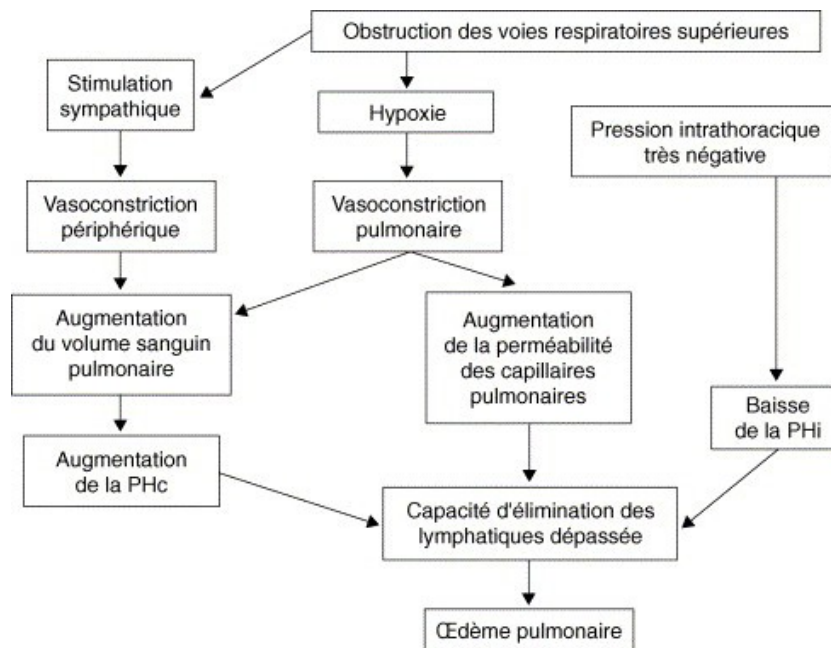 Obstruction des voies respiratoires supérieures
Stimulation
sympathique
Hypoxie
Pression intrathoracique
très négative
Vasoconstriction
périphérique
Vasoconstriction
pulmonaire
Augmentation
du volume sanguin
pulmonaire
Augmentation
de la perméabilité
des capillaires
pulmonaires
Baisse
de la PHi
Augmentation
de la PHc
Capacité d'élimination des
lymphatiques dépassée
Œdème pulmonaire